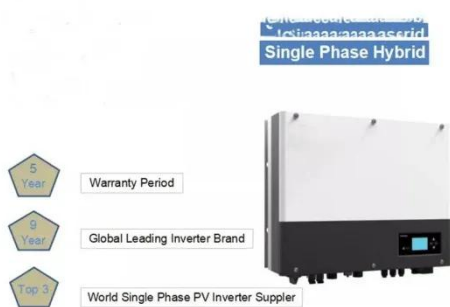 Single Phase Hybrid
5
Year
Warranty Period
9
Year
Global Leading Inverter Brand
Top 3
World Single Phase PV Inverter Suppler